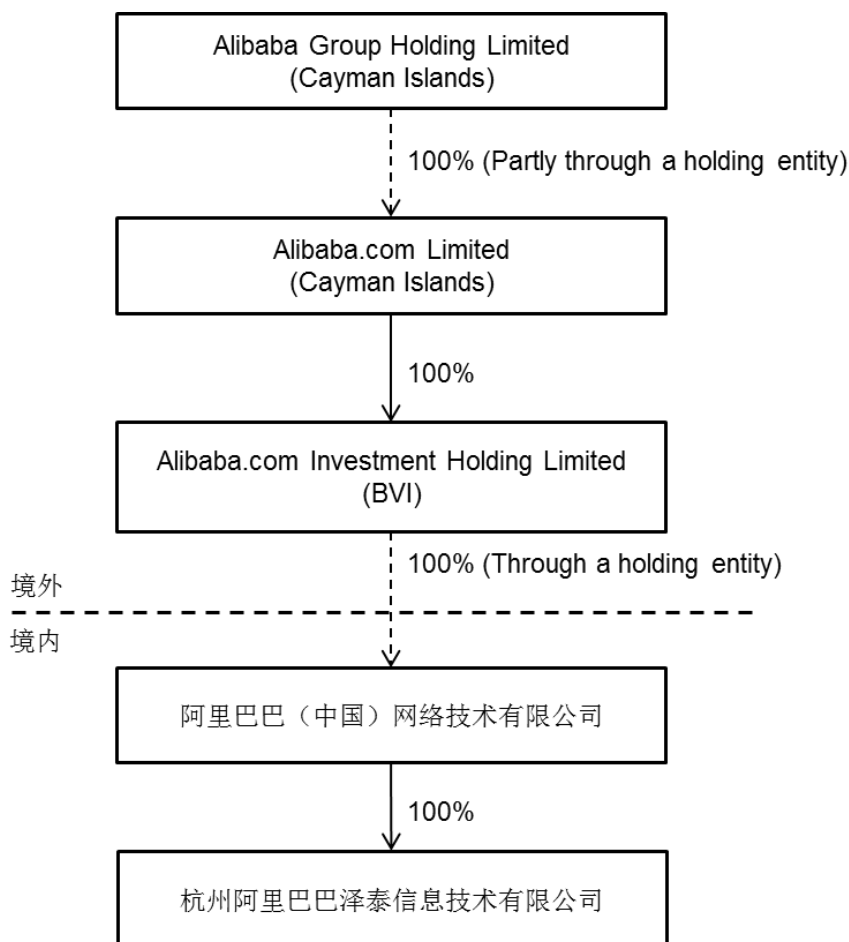 Alibaba Group Holding Limited
(Cayman Islands)
100% (Partly through a holding entity)
Alibaba.com Limited
(Cayman Islands)
100%
Alibaba.com Investment Holding Limited
(BVI)
100% (Through a holding entity)
境外
境内
阿里巴巴（中国）网络技术有限公司
100%
杭州阿里巴巴泽泰信息技术有限公司